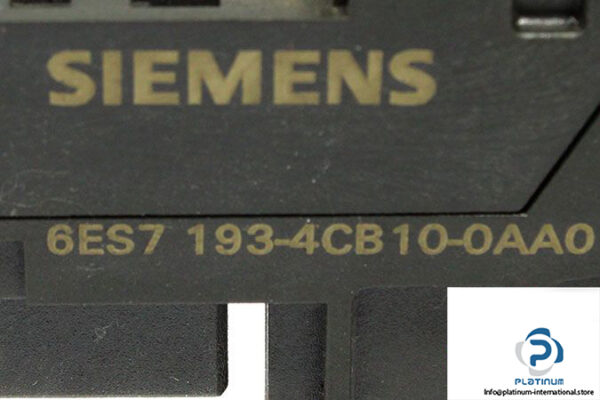 SIEMENS
6ES7 193-4CB10-0AA0
PLATINUM
Info@platinum-international.store